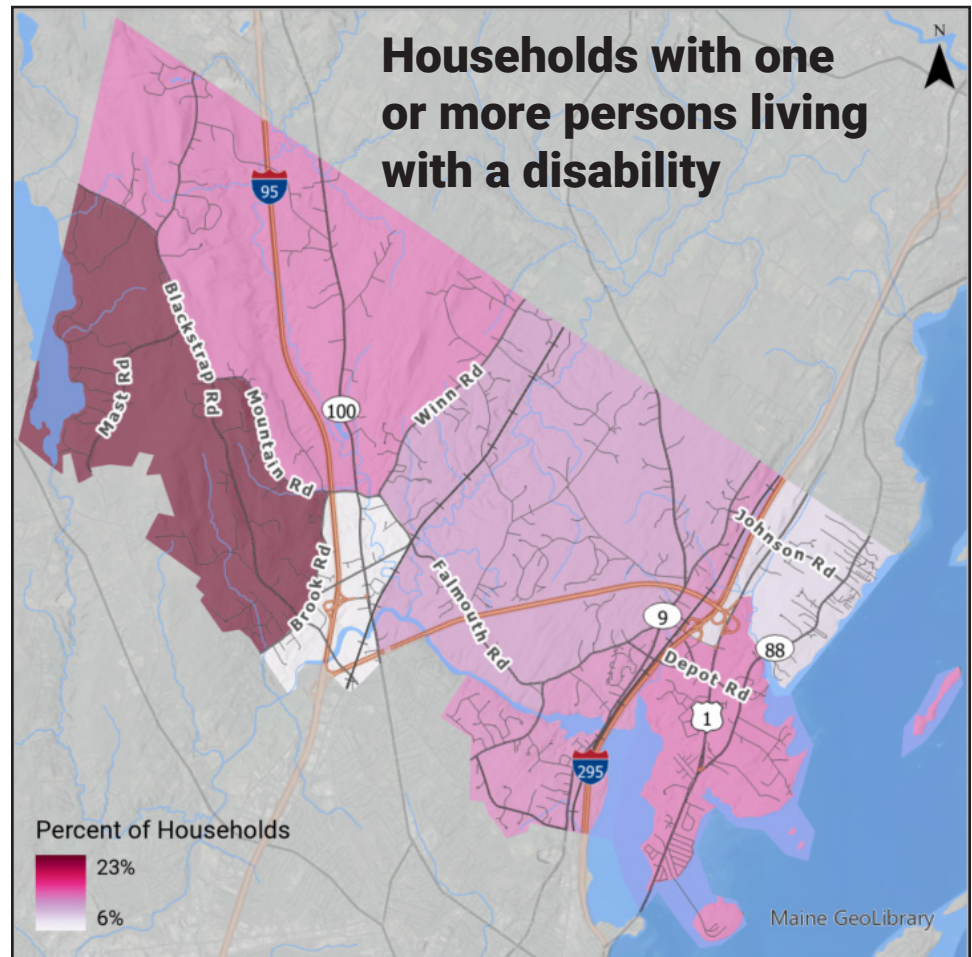 Households with one
or more persons living
with a disability
N
95
Blackstrap Rd
Mast Rd
Mountain Rd
100
Winn Rd
Johnson Rd
Brook Rd
Falmouth Rd
9
88
Depot Rd
1
295
Percent of Households
23%
6%
Maine GeoLibrary